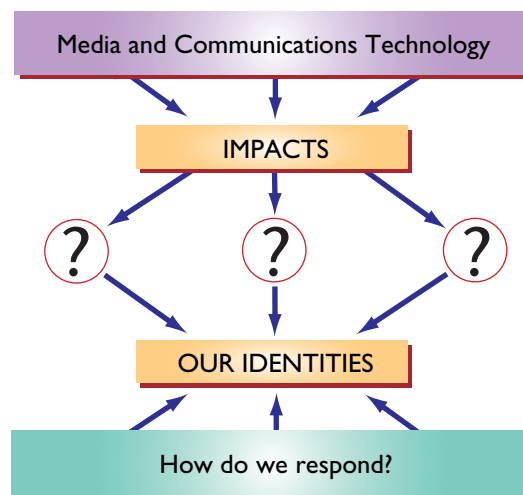 Media and Communications Technology
IMPACTS
? ? ?
OUR IDENTITIES
How do we respond?